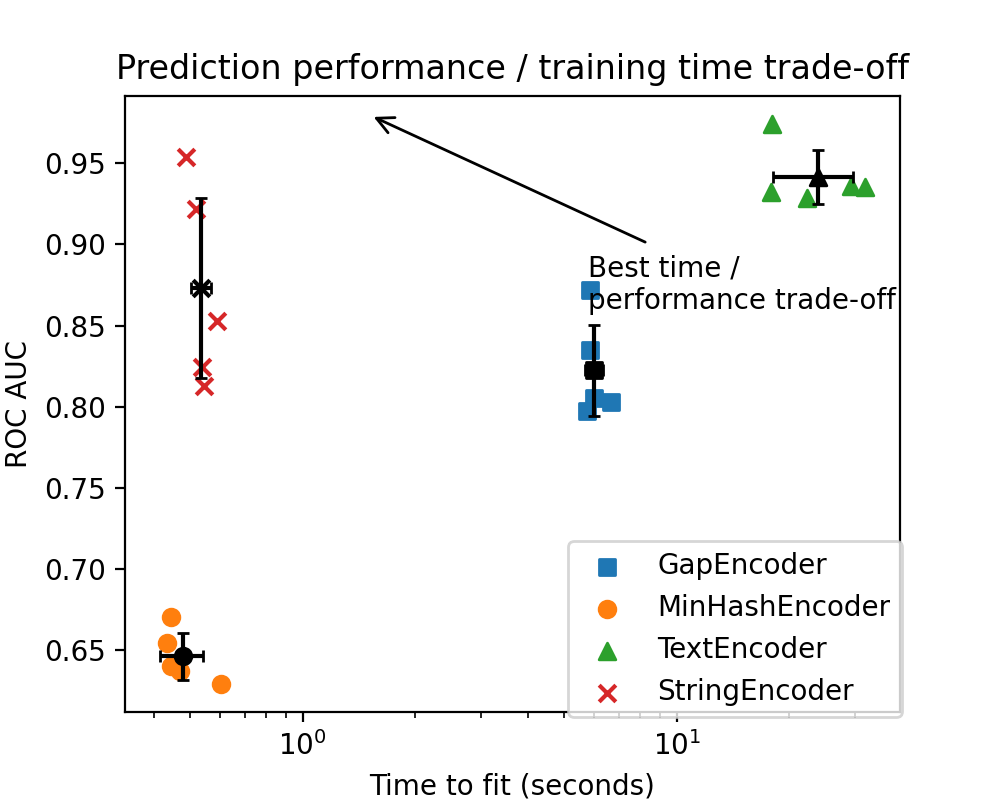 Prediction performance / training time trade-off
ROC AUC
0.95
0.90
0.85
0.80
0.75
0.70
0.65
Best time /
performance trade-off
GapEncoder
MinHashEncoder
TextEncoder
StringEncoder
10⁰
10¹
Time to fit (seconds)